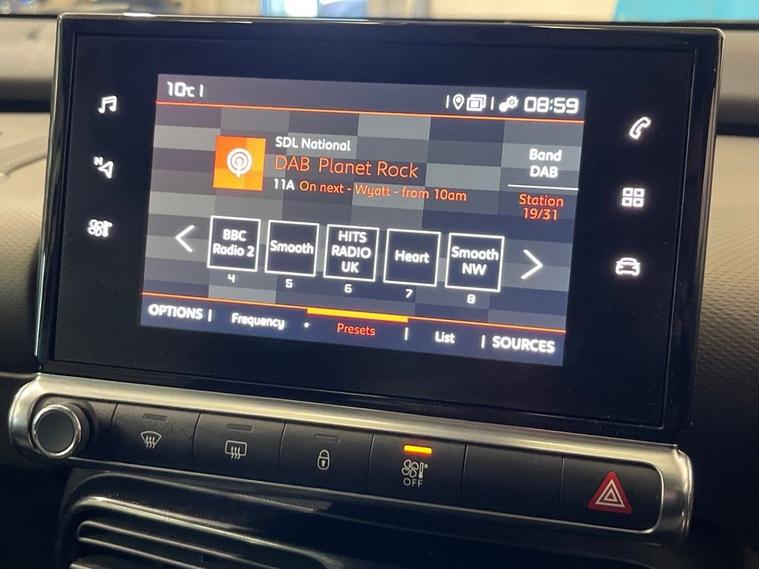 10°C |
08:59
SDL National
DAB Planet Rock
11A On next - Wyatt - from 10am
Band
DAB
Station
19/31
BBC
Radio 2
4
Smooth
5
HITS
RADIO
UK
6
Heart
7
Smooth
NW
8
OPTIONS | Frequency • Presets | List | SOURCES
N
OFF